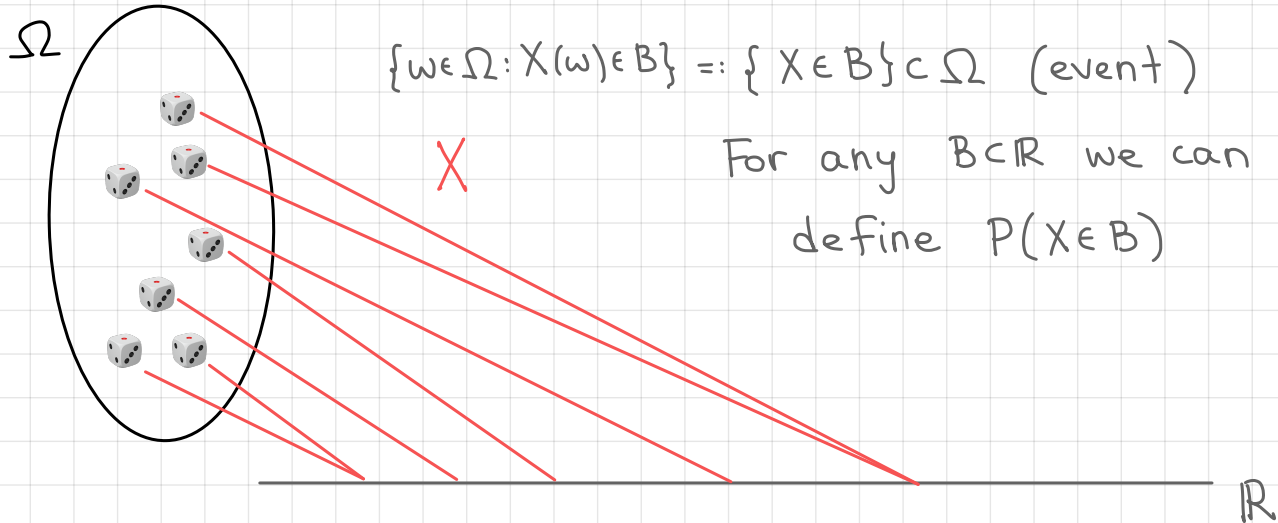 Ω
{ω∈Ω: X(ω)∈B} =: { X∈B}⊂Ω (event)
X
For any B⊂ℝ we can
define P(X∈B)
ℝ